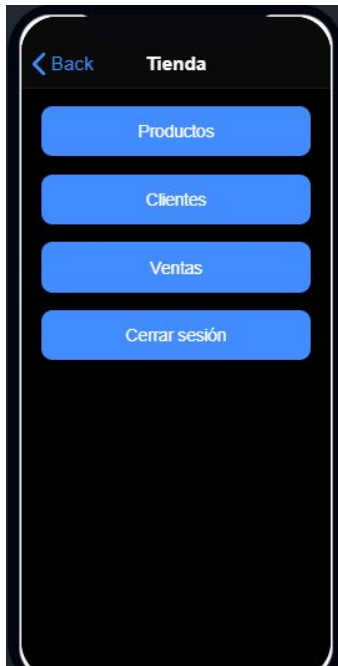 Back Tienda
Productos
Clientes
Ventas
Cerrar sesión